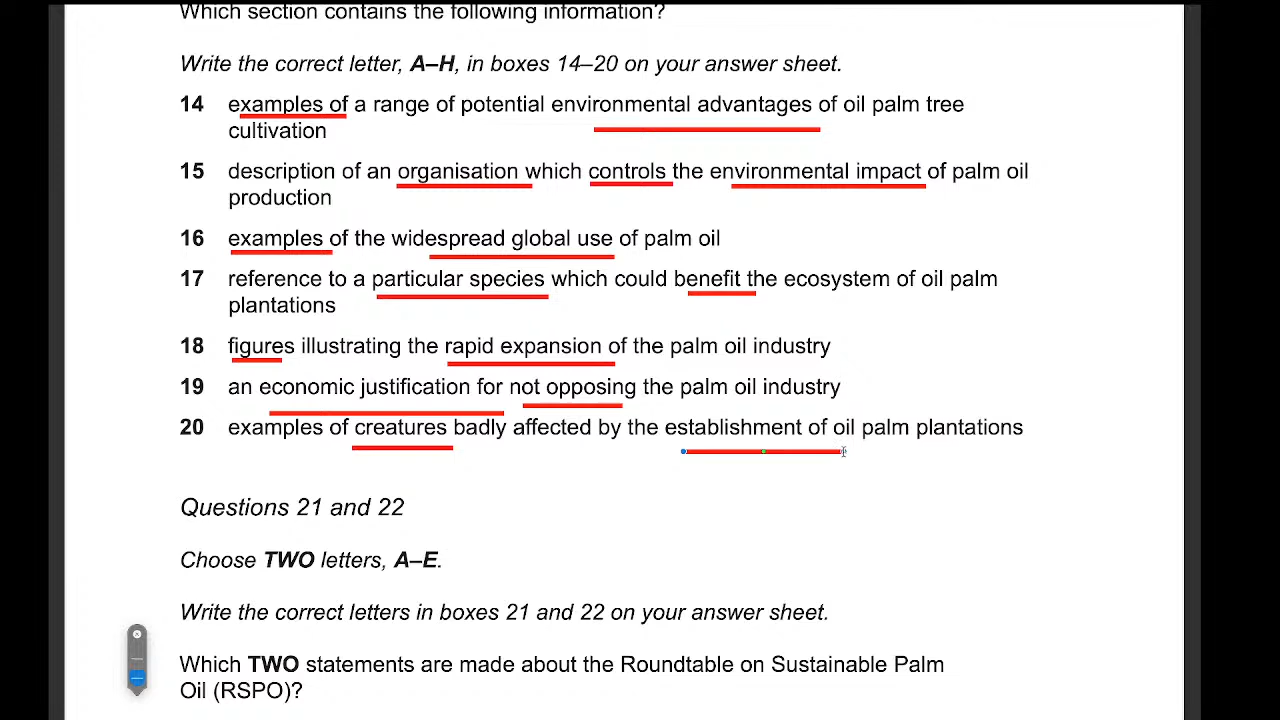 Which section contains the following information?
Write the correct letter, A–H, in boxes 14–20 on your answer sheet.
14 examples of a range of potential environmental advantages of oil palm tree
cultivation
15 description of an organisation which controls the environmental impact of palm oil
production
16 examples of the widespread global use of palm oil
17 reference to a particular species which could benefit the ecosystem of oil palm
plantations
18 figures illustrating the rapid expansion of the palm oil industry
19 an economic justification for not opposing the palm oil industry
20 examples of creatures badly affected by the establishment of oil palm plantations
Questions 21 and 22
Choose TWO letters, A–E.
Write the correct letters in boxes 21 and 22 on your answer sheet.
Which TWO statements are made about the Roundtable on Sustainable Palm
Oil (RSPO)?